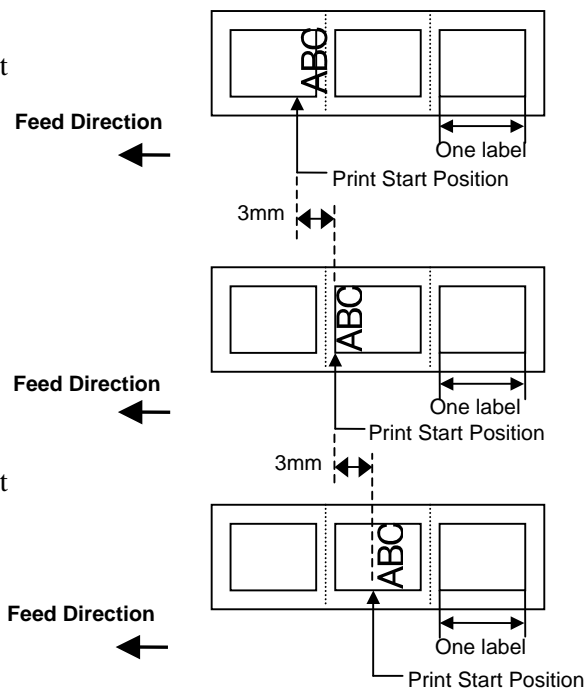 ABC
t
Feed Direction
One label
Print Start Position
3mm
ABC
Feed Direction
One label
Print Start Position
3mm
t
ABC
Feed Direction
One label
Print Start Position